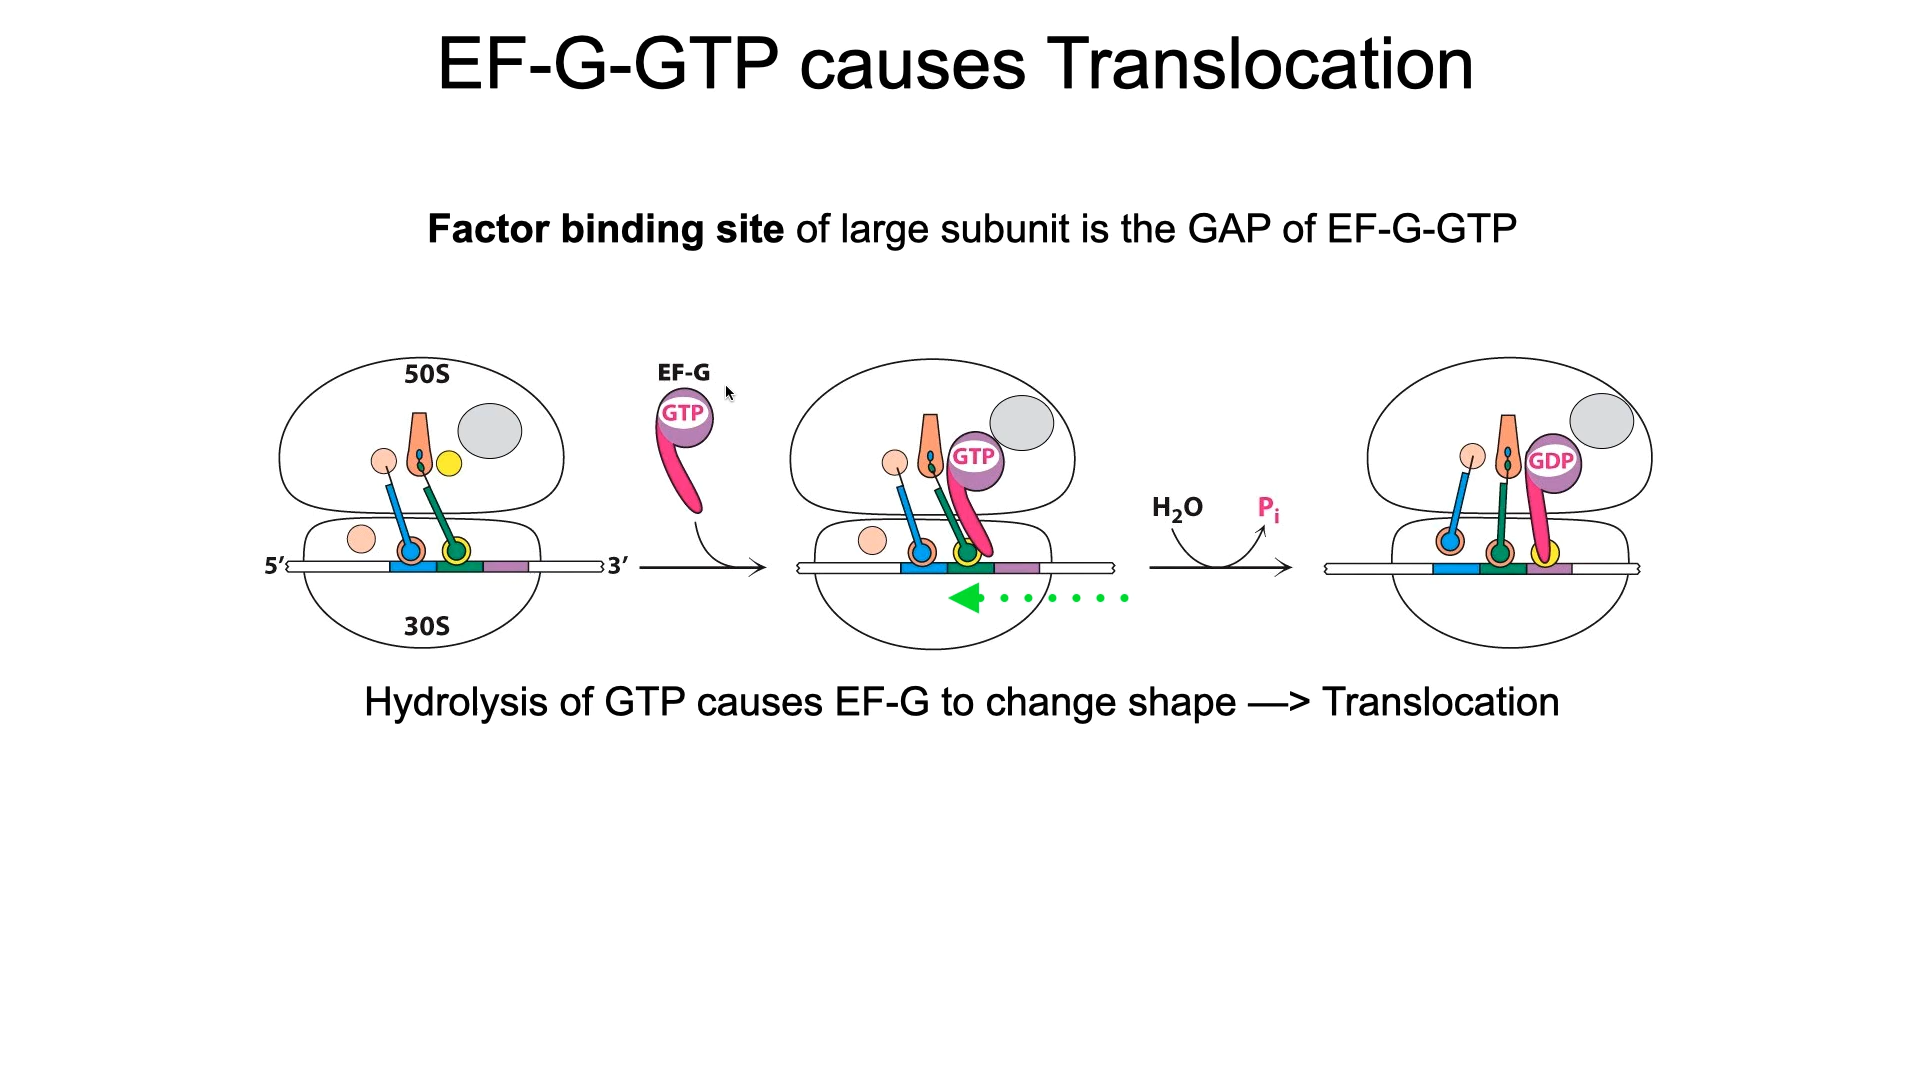 EF-G-GTP causes Translocation
Factor binding site of large subunit is the GAP of EF-G-GTP
50S
EF-G
GTP
GTP
GDP
H₂O
Pᵢ
5′
3′
30S
Hydrolysis of GTP causes EF-G to change shape —> Translocation